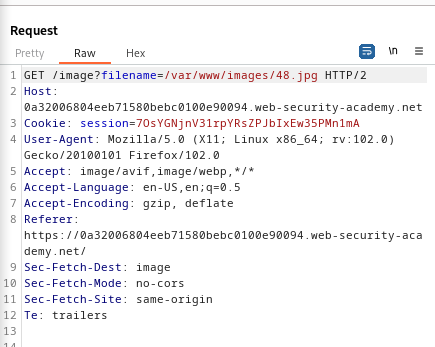 Request
Pretty Raw Hex
\n
1 GET /image?filename=/var/www/images/48.jpg HTTP/2
2 Host:
0a32006804eeb71580bebc0100e90094.web-security-academy.net
3 Cookie: session=7OsYGNjnV31rpYRsZPJbIxEw35PMn1mA
4 User-Agent: Mozilla/5.0 (X11; Linux x86_64; rv:102.0)
Gecko/20100101 Firefox/102.0
5 Accept: image/avif,image/webp,*/*
6 Accept-Language: en-US,en;q=0.5
7 Accept-Encoding: gzip, deflate
8 Referer:
https://0a32006804eeb71580bebc0100e90094.web-security-aca
demy.net/
9 Sec-Fetch-Dest: image
10 Sec-Fetch-Mode: no-cors
11 Sec-Fetch-Site: same-origin
12 Te: trailers
13
14